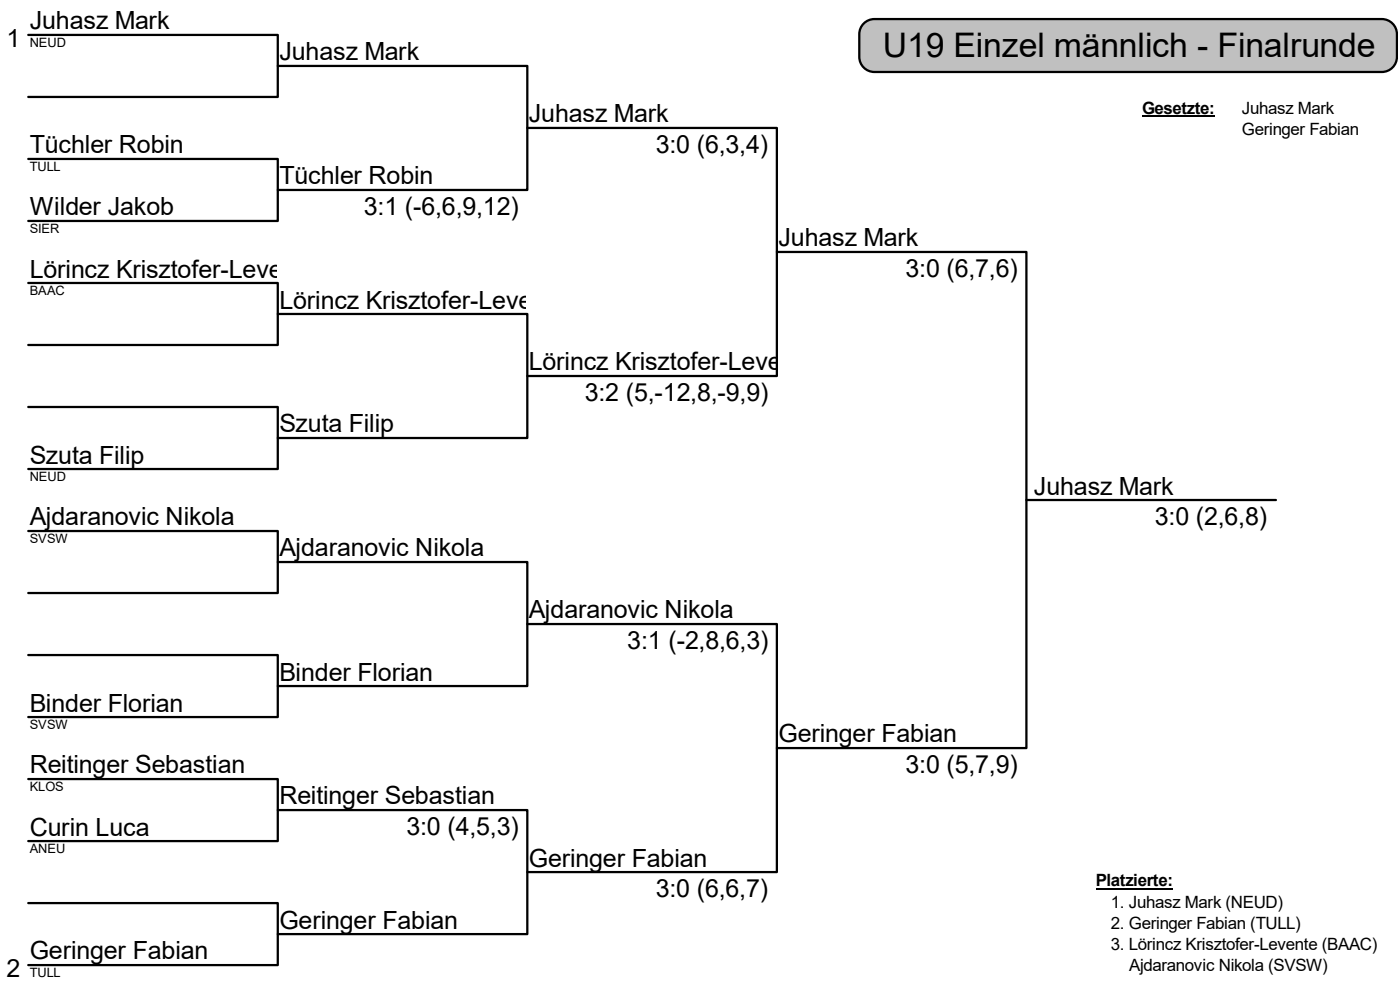 U19 Einzel männlich - Finalrunde
Gesetzte: Juhasz Mark
Geringer Fabian
1 Juhasz Mark
NEUD
Tüchler Robin
TULL
Wilder Jakob
SIER
Lörincz Krisztofer-Leve
BAAC
Szuta Filip
NEUD
Ajdaranovic Nikola
SVSW
Binder Florian
SVSW
Reitinger Sebastian
KLOS
Curin Luca
ANEU
Geringer Fabian
2 TULL
Juhasz Mark
Tüchler Robin
3:1 (-6,6,9,12)
Lörincz Krisztofer-Leve
Szuta Filip
Ajdaranovic Nikola
Binder Florian
Reitinger Sebastian
3:0 (4,5,3)
Geringer Fabian
Juhasz Mark
3:0 (6,3,4)
Lörincz Krisztofer-Leve
3:2 (5,-12,8,-9,9)
Ajdaranovic Nikola
3:1 (-2,8,6,3)
Geringer Fabian
3:0 (6,6,7)
Juhasz Mark
3:0 (6,7,6)
Geringer Fabian
3:0 (5,7,9)
Juhasz Mark
3:0 (2,6,8)
Platzierte:
1. Juhasz Mark (NEUD)
2. Geringer Fabian (TULL)
3. Lörincz Krisztofer-Levente (BAAC)
Ajdaranovic Nikola (SVSW)